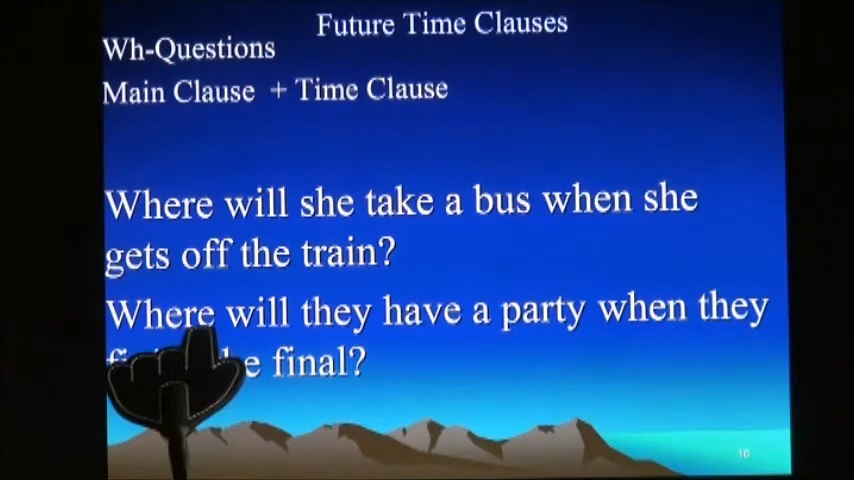 Future Time Clauses
Wh-Questions
Main Clause + Time Clause
Where will she take a bus when she
gets off the train?
Where will they have a party when they
final?
10